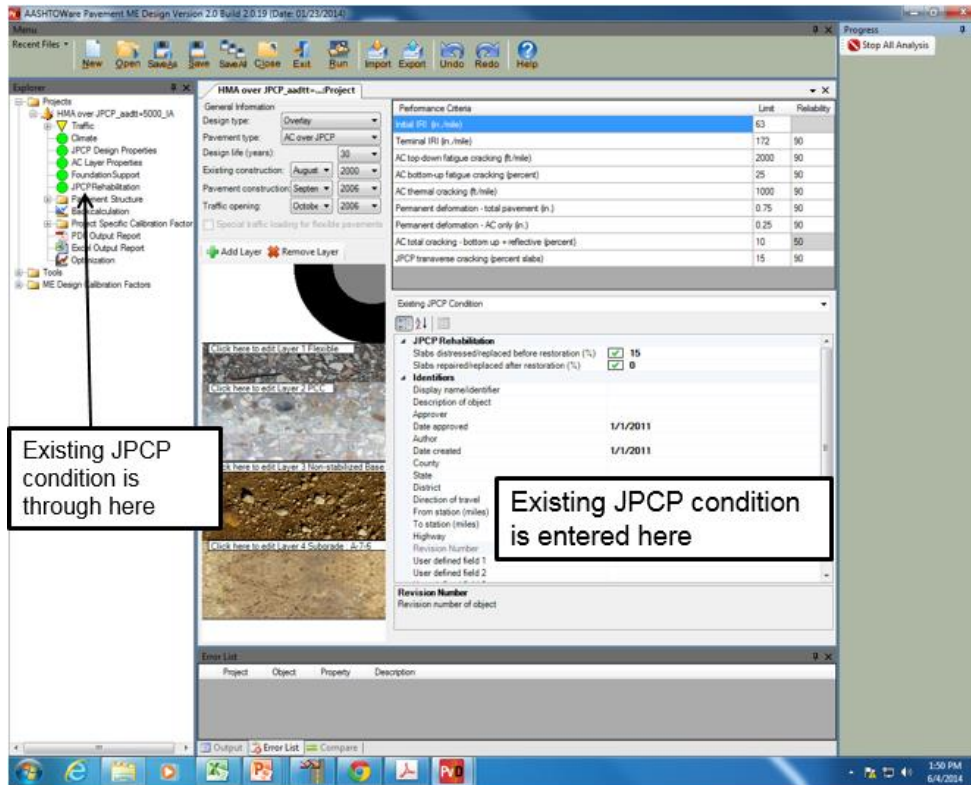 AASHTOWare Pavement ME Design Version 2.0 Build 2.0.19 (Date: 01/23/2014)
Menu
Recent Files
New Open SaveAs Save SaveAll Close Exit Run Import Export Undo Redo Help
Progress
Stop All Analysis
Explorer
Projects
HMA over JPCP_aadtt=5000_IA
Traffic
Climate
JPCP Design Properties
AC Layer Properties
Foundation Support
JPCP Rehabilitation
Pavement Structure
Backcalculation
Project Specific Calibration Factor
PDF Output Report
Excel Output Report
Optimization
Tools
ME Design Calibration Factors
HMA over JPCP_aadtt=...:Project
General Information
Design type: Overlay
Pavement type: AC over JPCP
Design life (years): 30
Existing construction: August 2000
Pavement construction: Septen 2006
Traffic opening: Octobe 2006
Special traffic loading for flexible pavements
Add Layer Remove Layer
Click here to edit Layer 1 Flexible
Click here to edit Layer 2 PCC
Click here to edit Layer 3 Non-stabilized Base
Click here to edit Layer 4 Subgrade : A-7-6
Performance Criteria Limit Reliability
Initial IRI (in./mile) 63
Terminal IRI (in./mile) 172 90
AC top-down fatigue cracking (ft/mile) 2000 90
AC bottom-up fatigue cracking (percent) 25 90
AC thermal cracking (ft/mile) 1000 90
Permanent deformation - total pavement (in.) 0.75 90
Permanent deformation - AC only (in.) 0.25 90
AC total cracking - bottom up + reflective (percent) 10 50
JPCP transverse cracking (percent slabs) 15 90
Existing JPCP Condition
JPCP Rehabilitation
Slabs distressed/replaced before restoration (%) 15
Slabs repaired/replaced after restoration (%) 0
Identifiers
Display name/identifier
Description of object
Approver
Date approved 1/1/2011
Author
Date created 1/1/2011
County
State
District
Direction of travel
From station (miles)
To station (miles)
Highway
Revision Number
User defined field 1
User defined field 2
Revision Number
Revision number of object
Existing JPCP
condition is
through here
Existing JPCP condition
is entered here
Error List
Project Object Property Description
Output Error List Compare
1:50 PM
6/4/2014